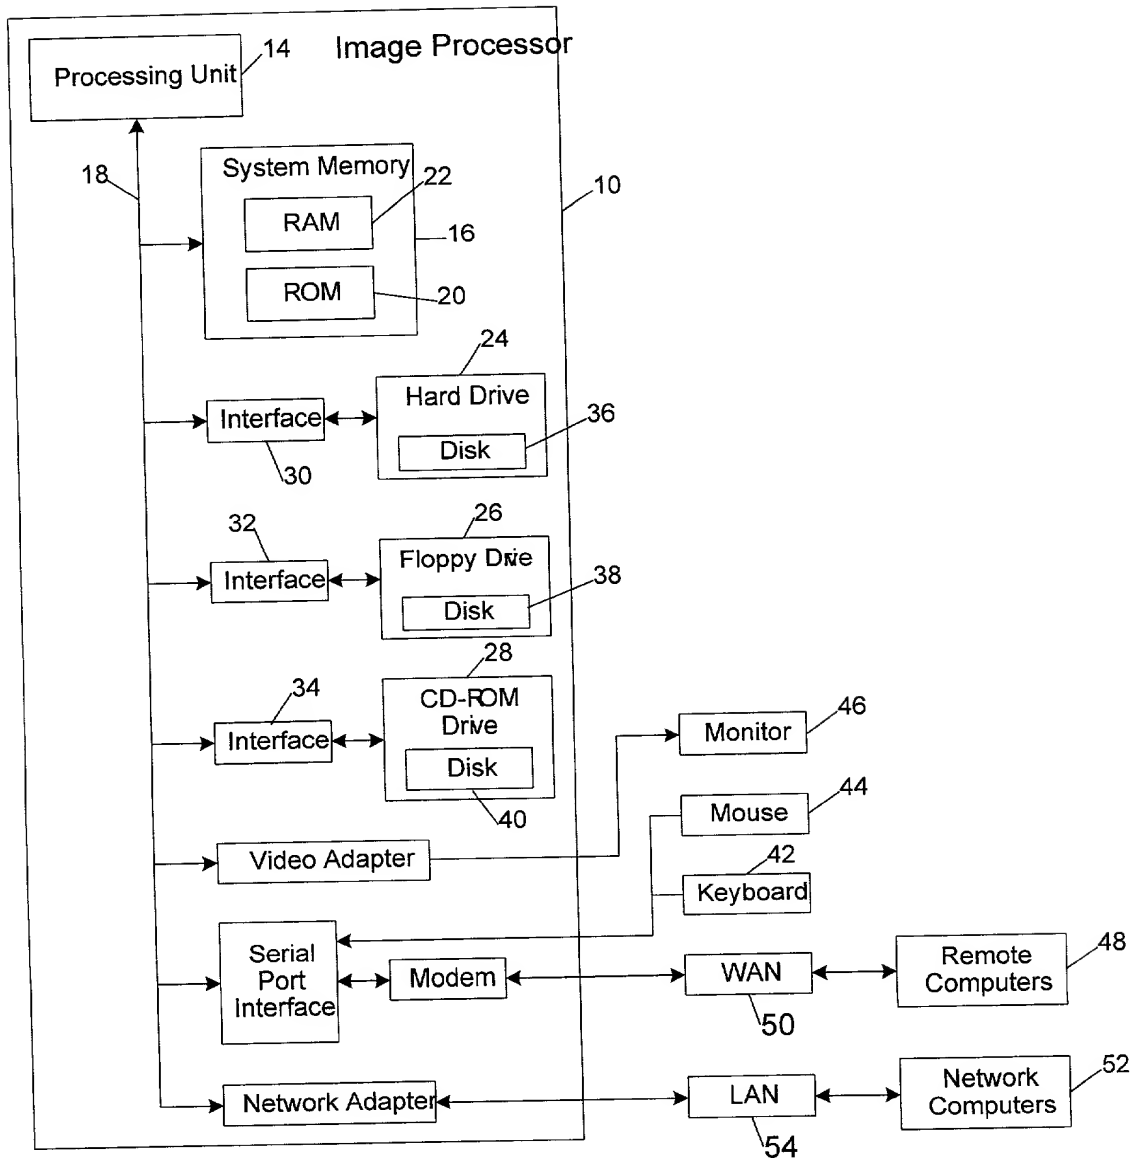 Image Processor
14
Processing Unit
18
System Memory
22
RAM
10
16
ROM
20
24
Hard Drive
Interface
36
Disk
30
26
32
Floppy Drive
Interface
38
Disk
28
34
CD-ROM
Drive
Interface
Disk
40
46
Monitor
44
Mouse
Video Adapter
42
Keyboard
Serial
Port
Interface
Modem
WAN
50
Remote
Computers
48
Network Adapter
LAN
54
Network
Computers
52